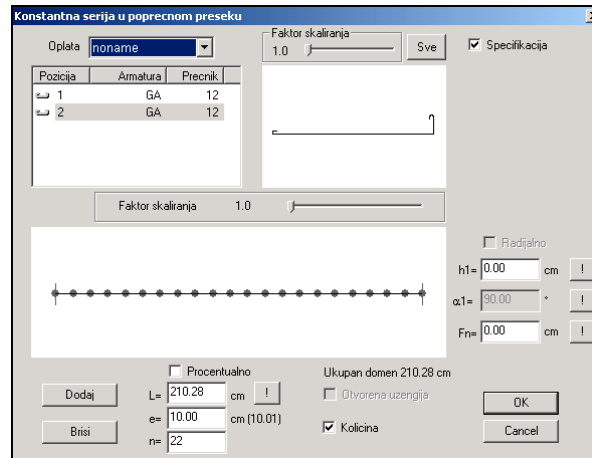 Konstantna serija u poprecnom preseku
Oplata noname
Faktor skaliranja
1.0
Sve
Specifikacija
Pozicija Armatura Precnik
1 GA 12
2 GA 12
Faktor skaliranja 1.0
Radijalno
h1= 0.00 cm !
α1= 90.00 ° !
Fn= 0.00 cm !
Procentualno
Ukupan domen 210.28 cm
Dodaj
L= 210.28 cm !
Otvorena uzengija
e= 10.00 cm (10.01)
OK
Brisi
n= 22
Kolicina
Cancel